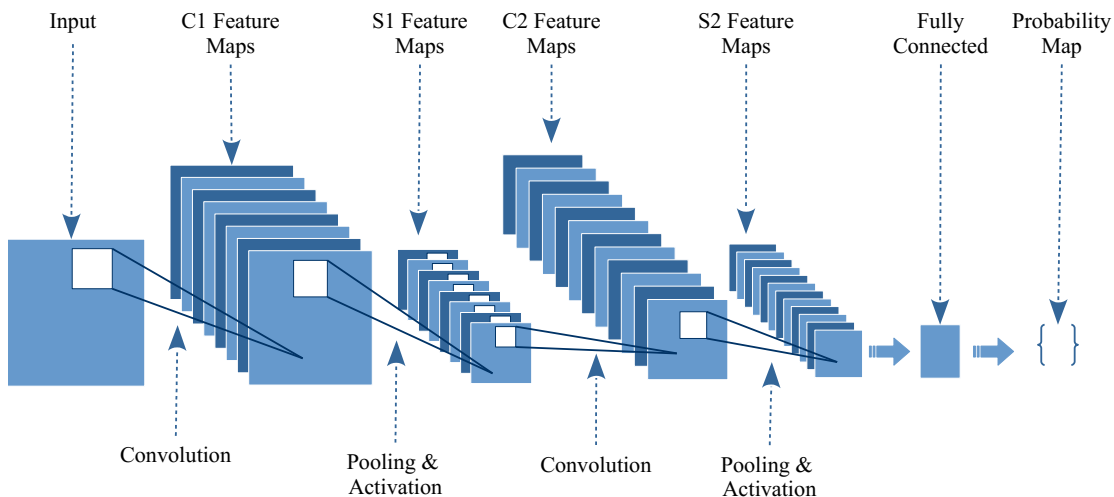 Input
C1 Feature
Maps
S1 Feature
Maps
C2 Feature
Maps
S2 Feature
Maps
Fully
Connected
Probability
Map
{ }
Convolution
Pooling &
Activation
Convolution
Pooling &
Activation